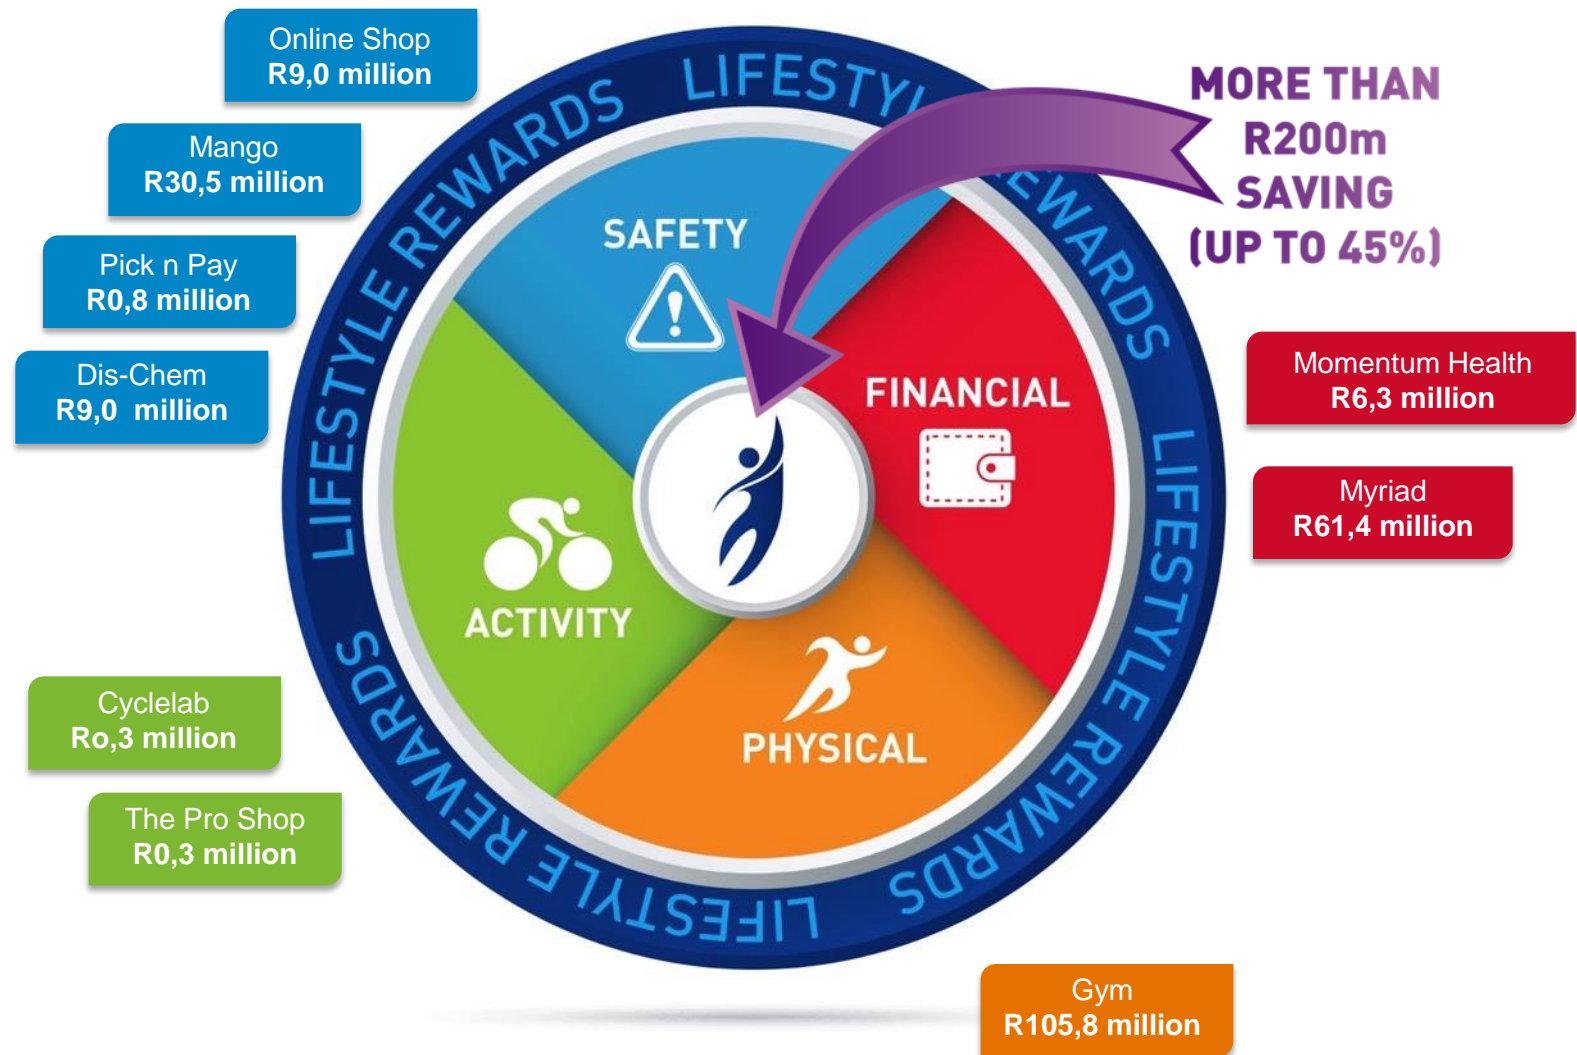 Online Shop
R9,0 million
Mango
R30,5 million
Pick n Pay
R0,8 million
Dis-Chem
R9,0  million
Cyclelab
Ro,3 million
The Pro Shop
R0,3 million
LIFESTYLE REWARDS
LIFESTYL REWARDS
LIFESTYLE REWARDS
LIFESTYLE REWARDS
SAFETY
FINANCIAL
ACTIVITY
PHYSICAL
MORE THAN
R200m
SAVING
(UP TO 45%)
Momentum Health
R6,3 million
Myriad
R61,4 million
Gym
R105,8 million